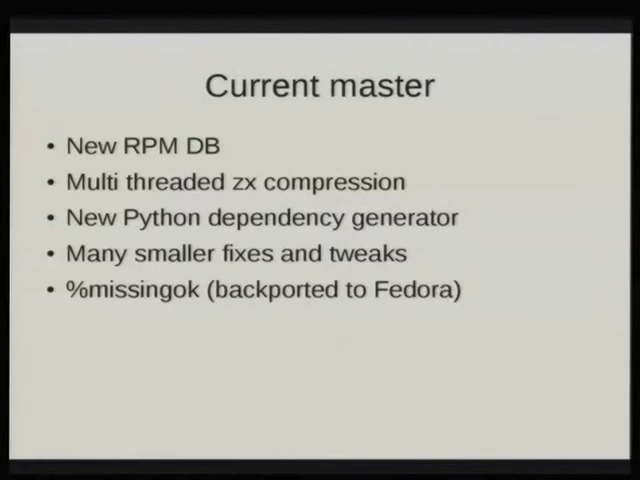 Current master
• New RPM DB
• Multi threaded zx compression
• New Python dependency generator
• Many smaller fixes and tweaks
• %missingok (backported to Fedora)